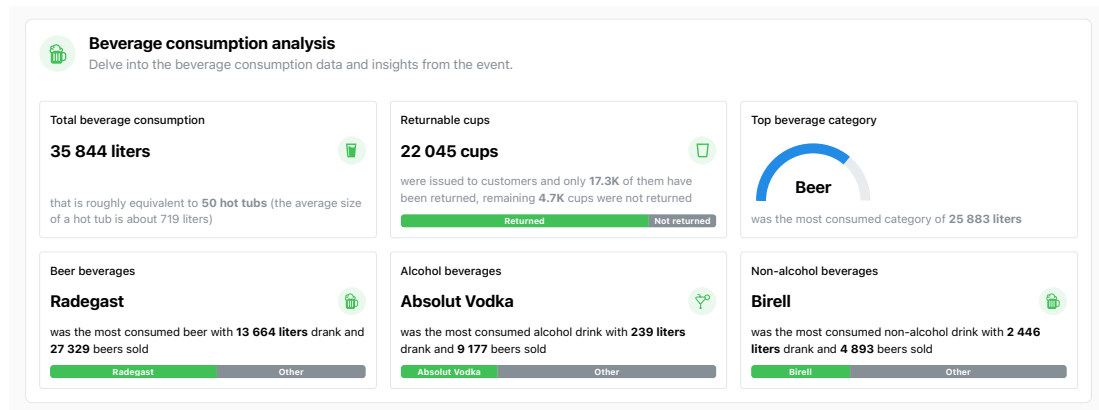 Beverage consumption analysis
Delve into the beverage consumption data and insights from the event.
Total beverage consumption
35 844 liters
that is roughly equivalent to 50 hot tubs (the average size
of a hot tub is about 719 liters)
Returnable cups
22 045 cups
were issued to customers and only 17.3K of them have
been returned, remaining 4.7K cups were not returned
Returned Not returned
Top beverage category
Beer
was the most consumed category of 25 883 liters
Beer beverages
Radegast
was the most consumed beer with 13 664 liters drank and
27 329 beers sold
Radegast Other
Alcohol beverages
Absolut Vodka
was the most consumed alcohol drink with 239 liters
drank and 9 177 beers sold
Absolut Vodka Other
Non-alcohol beverages
Birell
was the most consumed non-alcohol drink with 2 446
liters drank and 4 893 beers sold
Birell Other